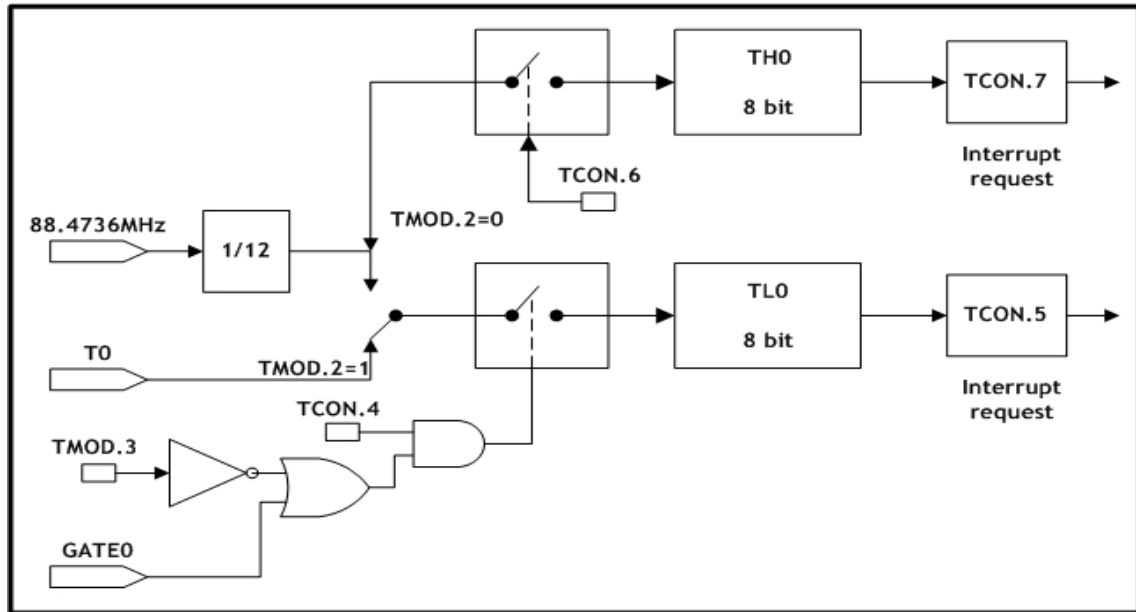 TH0
8 bit
TCON.7
Interrupt
request
TCON.6
88.4736MHz
1/12
TMOD.2=0
TL0
8 bit
TCON.5
Interrupt
request
T0
TMOD.2=1
TCON.4
TMOD.3
GATE0